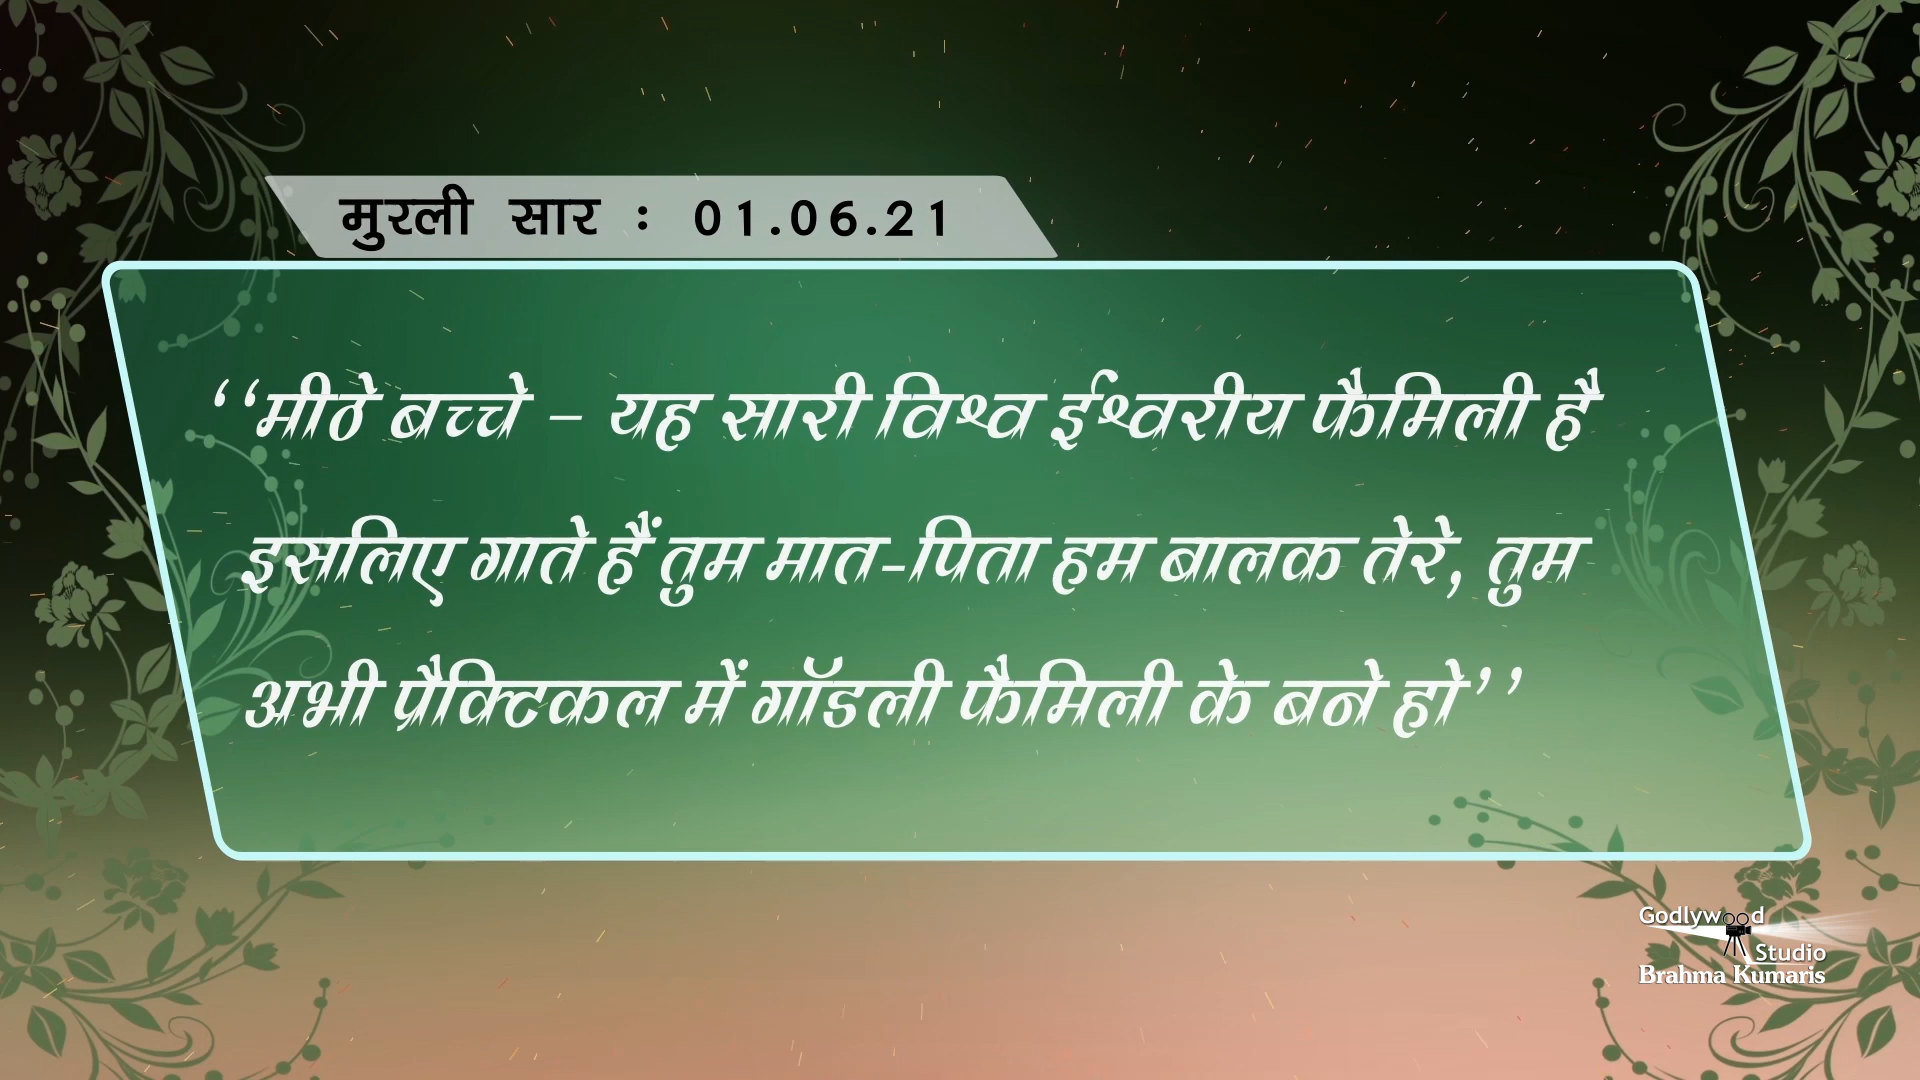 मुरली सार : 01.06.21
‘‘मीठे बच्चे – यह सारी विश्व ईश्वरीय फैमिली है
इसलिए गाते हैं तुम मात-पिता हम बालक तेरे, तुम
अभी प्रैक्टिकल में गॉडली फैमिली के बने हो’’
Godlywood
Studio
Brahma Kumaris